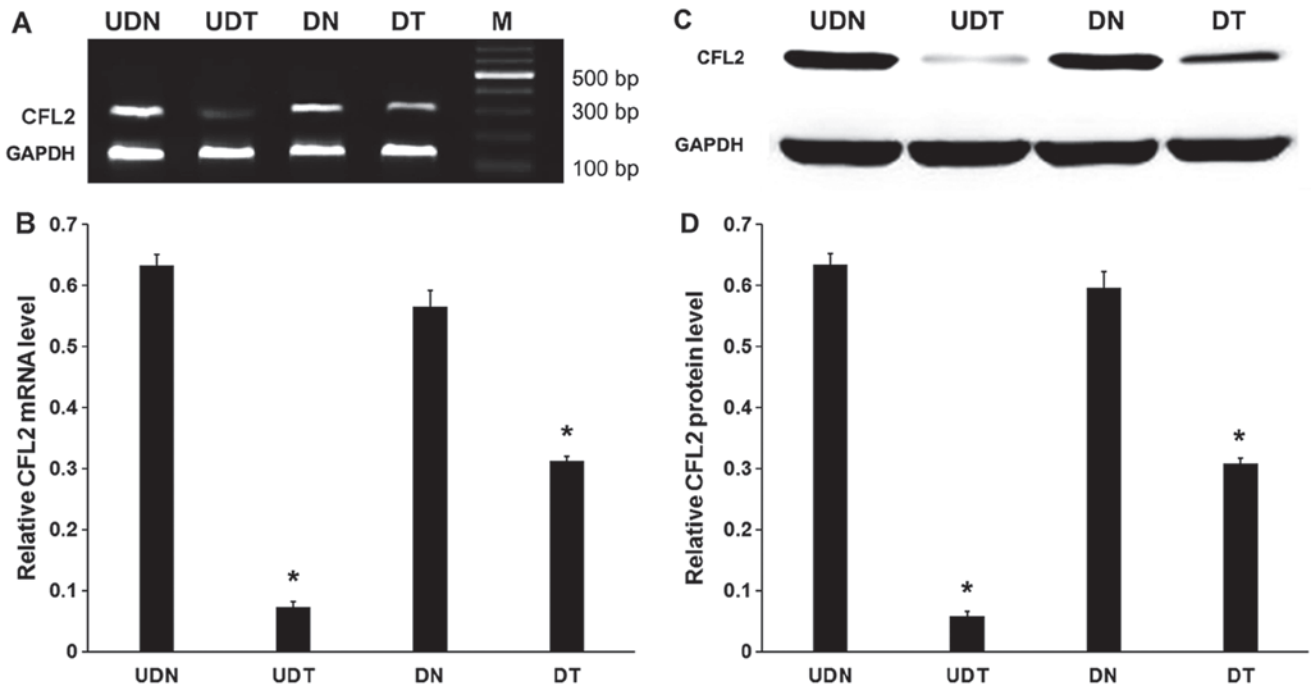 A
UDN UDT DN DT M
CFL2
GAPDH
500 bp
300 bp
100 bp
B
Relative CFL2 mRNA level
0.7
0.6
0.5
0.4
0.3
0.2
0.1
0
*
*
UDN UDT DN DT
C
UDN UDT DN DT
CFL2
GAPDH
D
Relative CFL2 protein level
0.7
0.6
0.5
0.4
0.3
0.2
0.1
0
*
*
UDN UDT DN DT